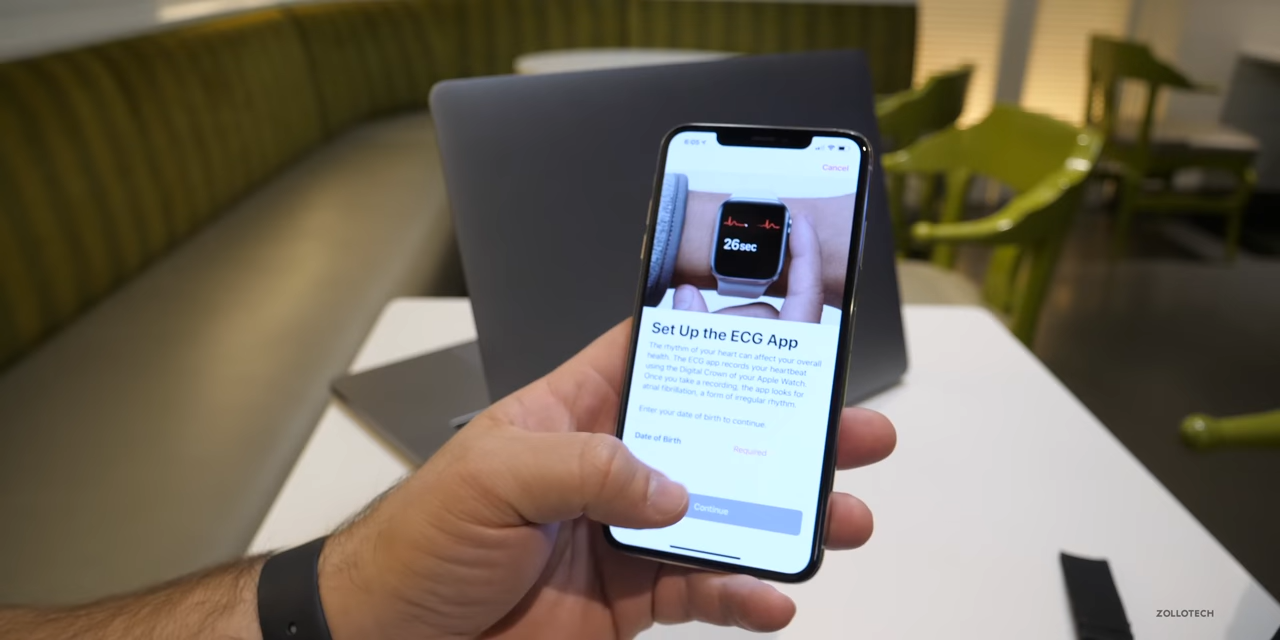 Cancel
26sec
Set Up the ECG App
The rhythm of your heart can affect your overall
health. The ECG app records your heartbeat
using the Digital Crown of your Apple Watch.
Once you take a recording, the app looks for
atrial fibrillation, a form of irregular rhythm.
Enter your date of birth to continue.
Date of Birth
Required
Continue
ZOLLOTECH